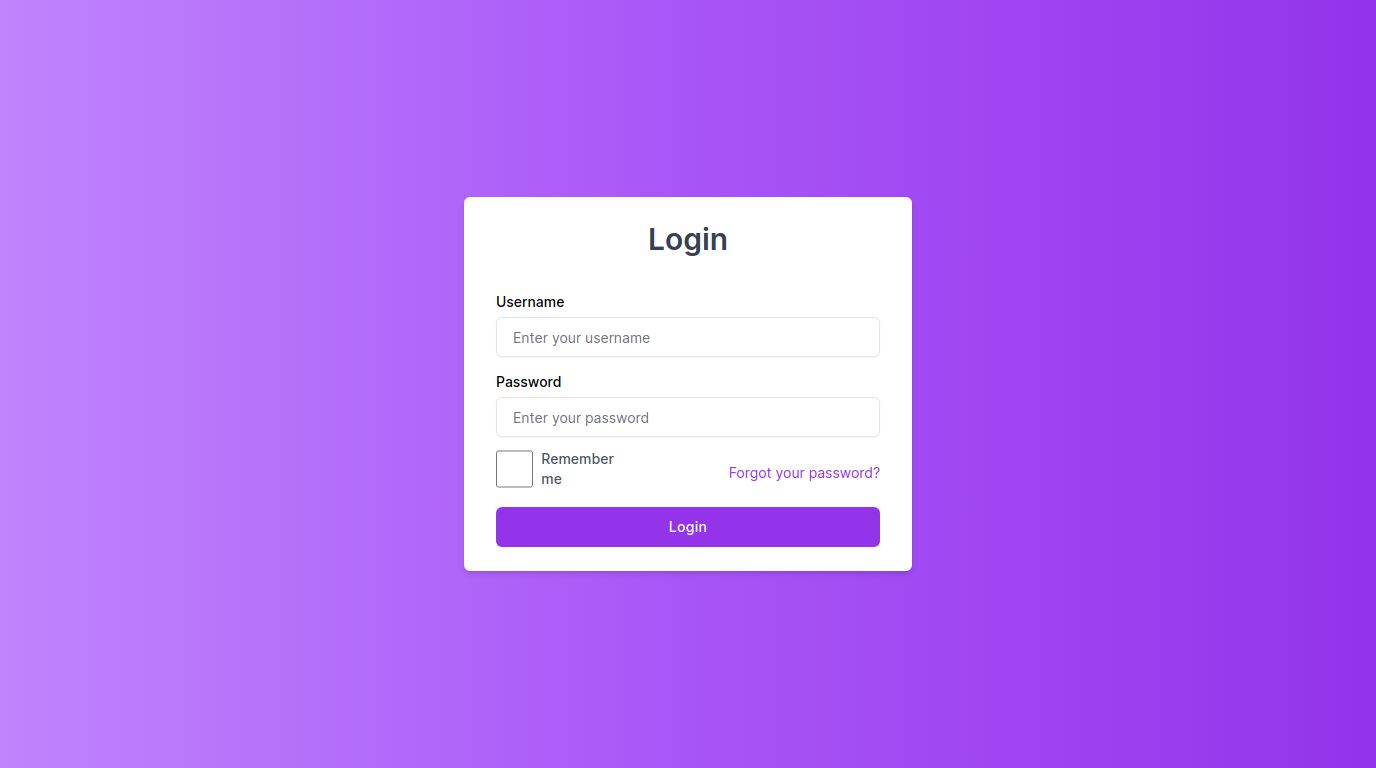 Login
Username
Enter your username
Password
Enter your password
Remember
me
Forgot your password?
Login